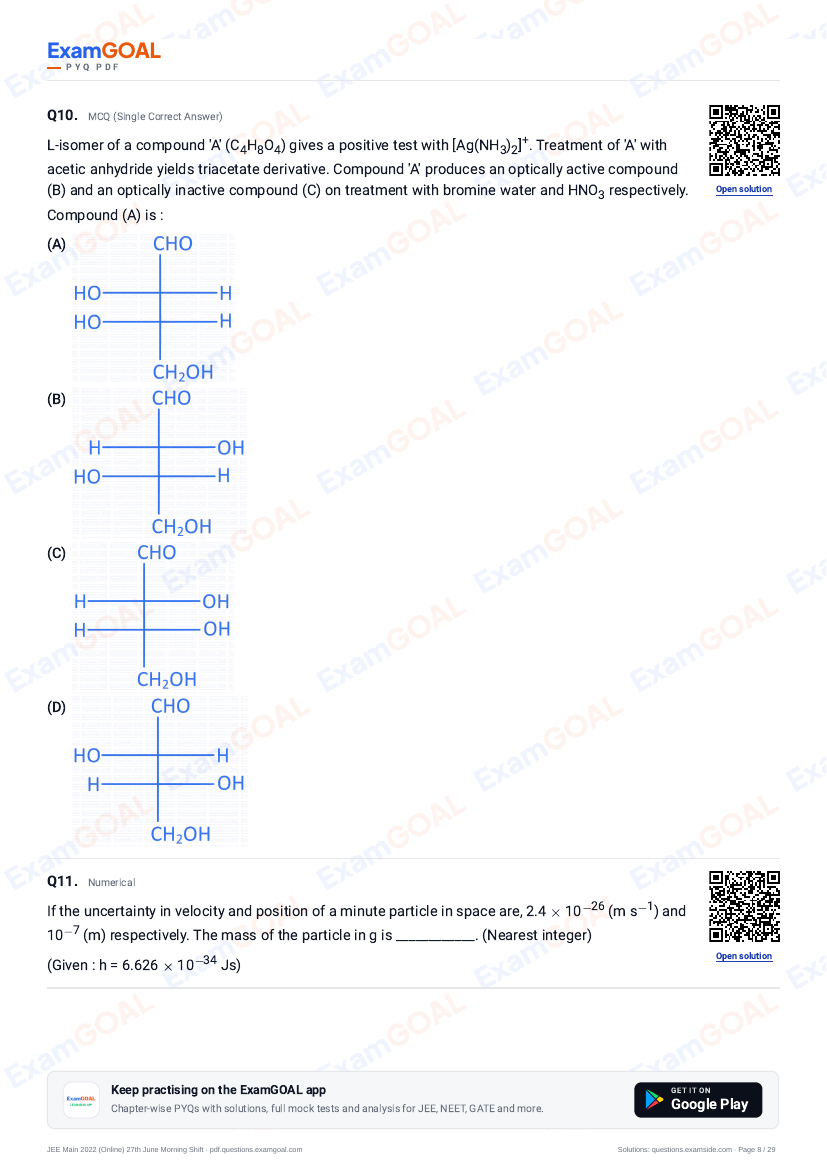 ExamGOAL
PYQ PDF
Q10. MCQ (Single Correct Answer)
L-isomer of a compound 'A' (C₄H₈O₄) gives a positive test with [Ag(NH₃)₂]⁺. Treatment of 'A' with
acetic anhydride yields triacetate derivative. Compound 'A' produces an optically active compound
(B) and an optically inactive compound (C) on treatment with bromine water and HNO₃ respectively.
Compound (A) is :
Open solution
(A)
CHO
HO H
HO H
CH₂OH
(B)
CHO
H OH
HO H
CH₂OH
(C)
CHO
H OH
H OH
CH₂OH
(D)
CHO
HO H
H OH
CH₂OH
Q11. Numerical
If the uncertainty in velocity and position of a minute particle in space are, 2.4 × 10⁻²⁶ (m s⁻¹) and
10⁻⁷ (m) respectively. The mass of the particle in g is ____________. (Nearest integer)
(Given : h = 6.626 × 10⁻³⁴ Js)
Open solution
ExamGOAL
Keep practising on the ExamGOAL app
Chapter-wise PYQs with solutions, full mock tests and analysis for JEE, NEET, GATE and more.
GET IT ON
Google Play
JEE Main 2022 (Online) 27th June Morning Shift · pdf.questions.examgoal.com
Solutions: questions.examside.com · Page 8 / 29